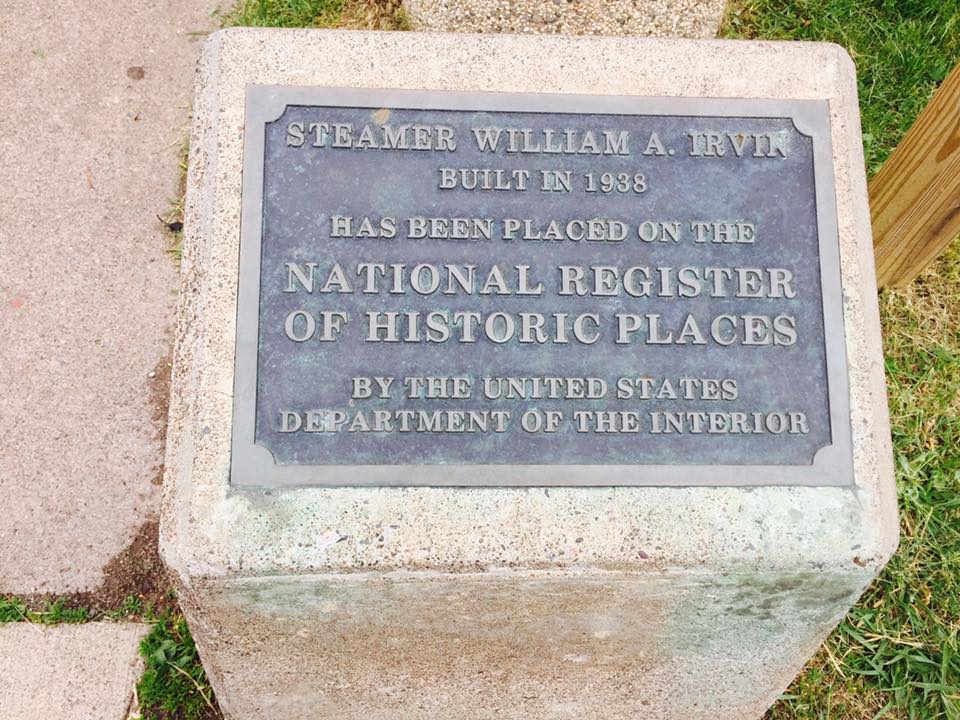 STEAMER WILLIAM A. IRVIN
BUILT IN 1938
HAS BEEN PLACED ON THE
NATIONAL REGISTER
OF HISTORIC PLACES
BY THE UNITED STATES
DEPARTMENT OF THE INTERIOR